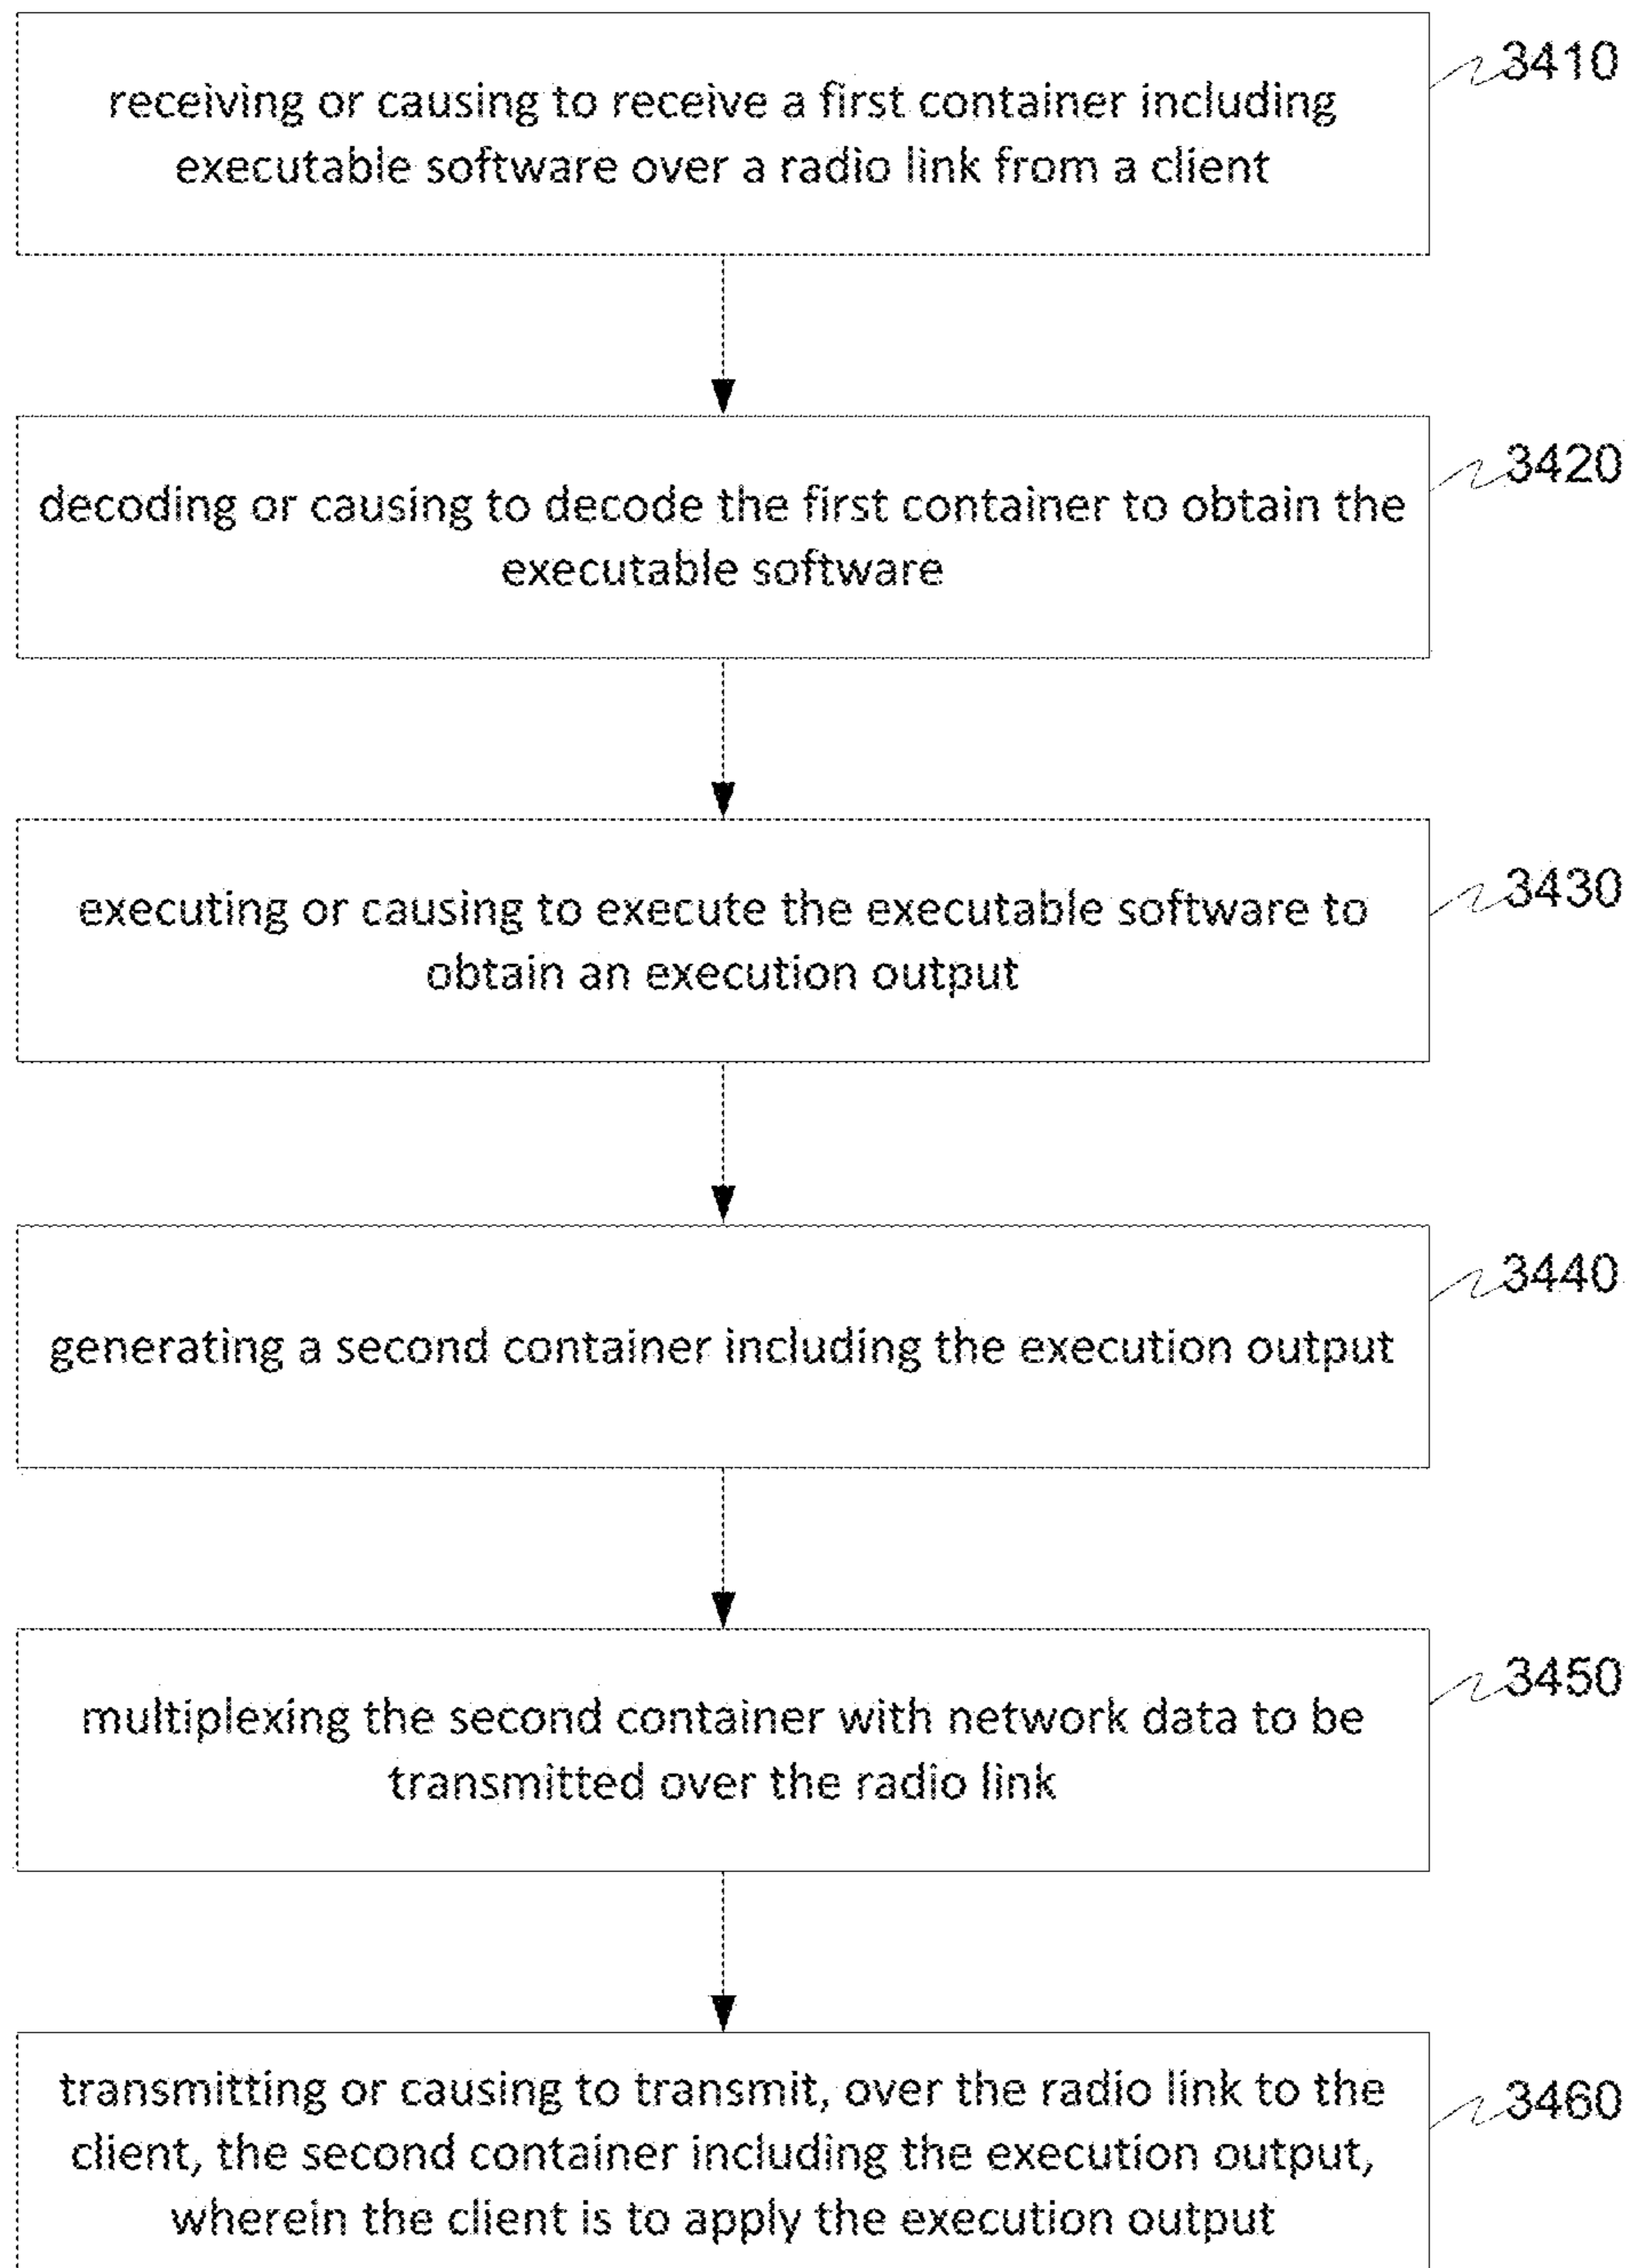 receiving or causing to receive a first container including
executable software over a radio link from a client
3410
decoding or causing to decode the first container to obtain the
executable software
3420
executing or causing to execute the executable software to
obtain an execution output
3430
generating a second container including the execution output
3440
multiplexing the second container with network data to be
transmitted over the radio link
3450
transmitting or causing to transmit, over the radio link to the
client, the second container including the execution output,
wherein the client is to apply the execution output
3460